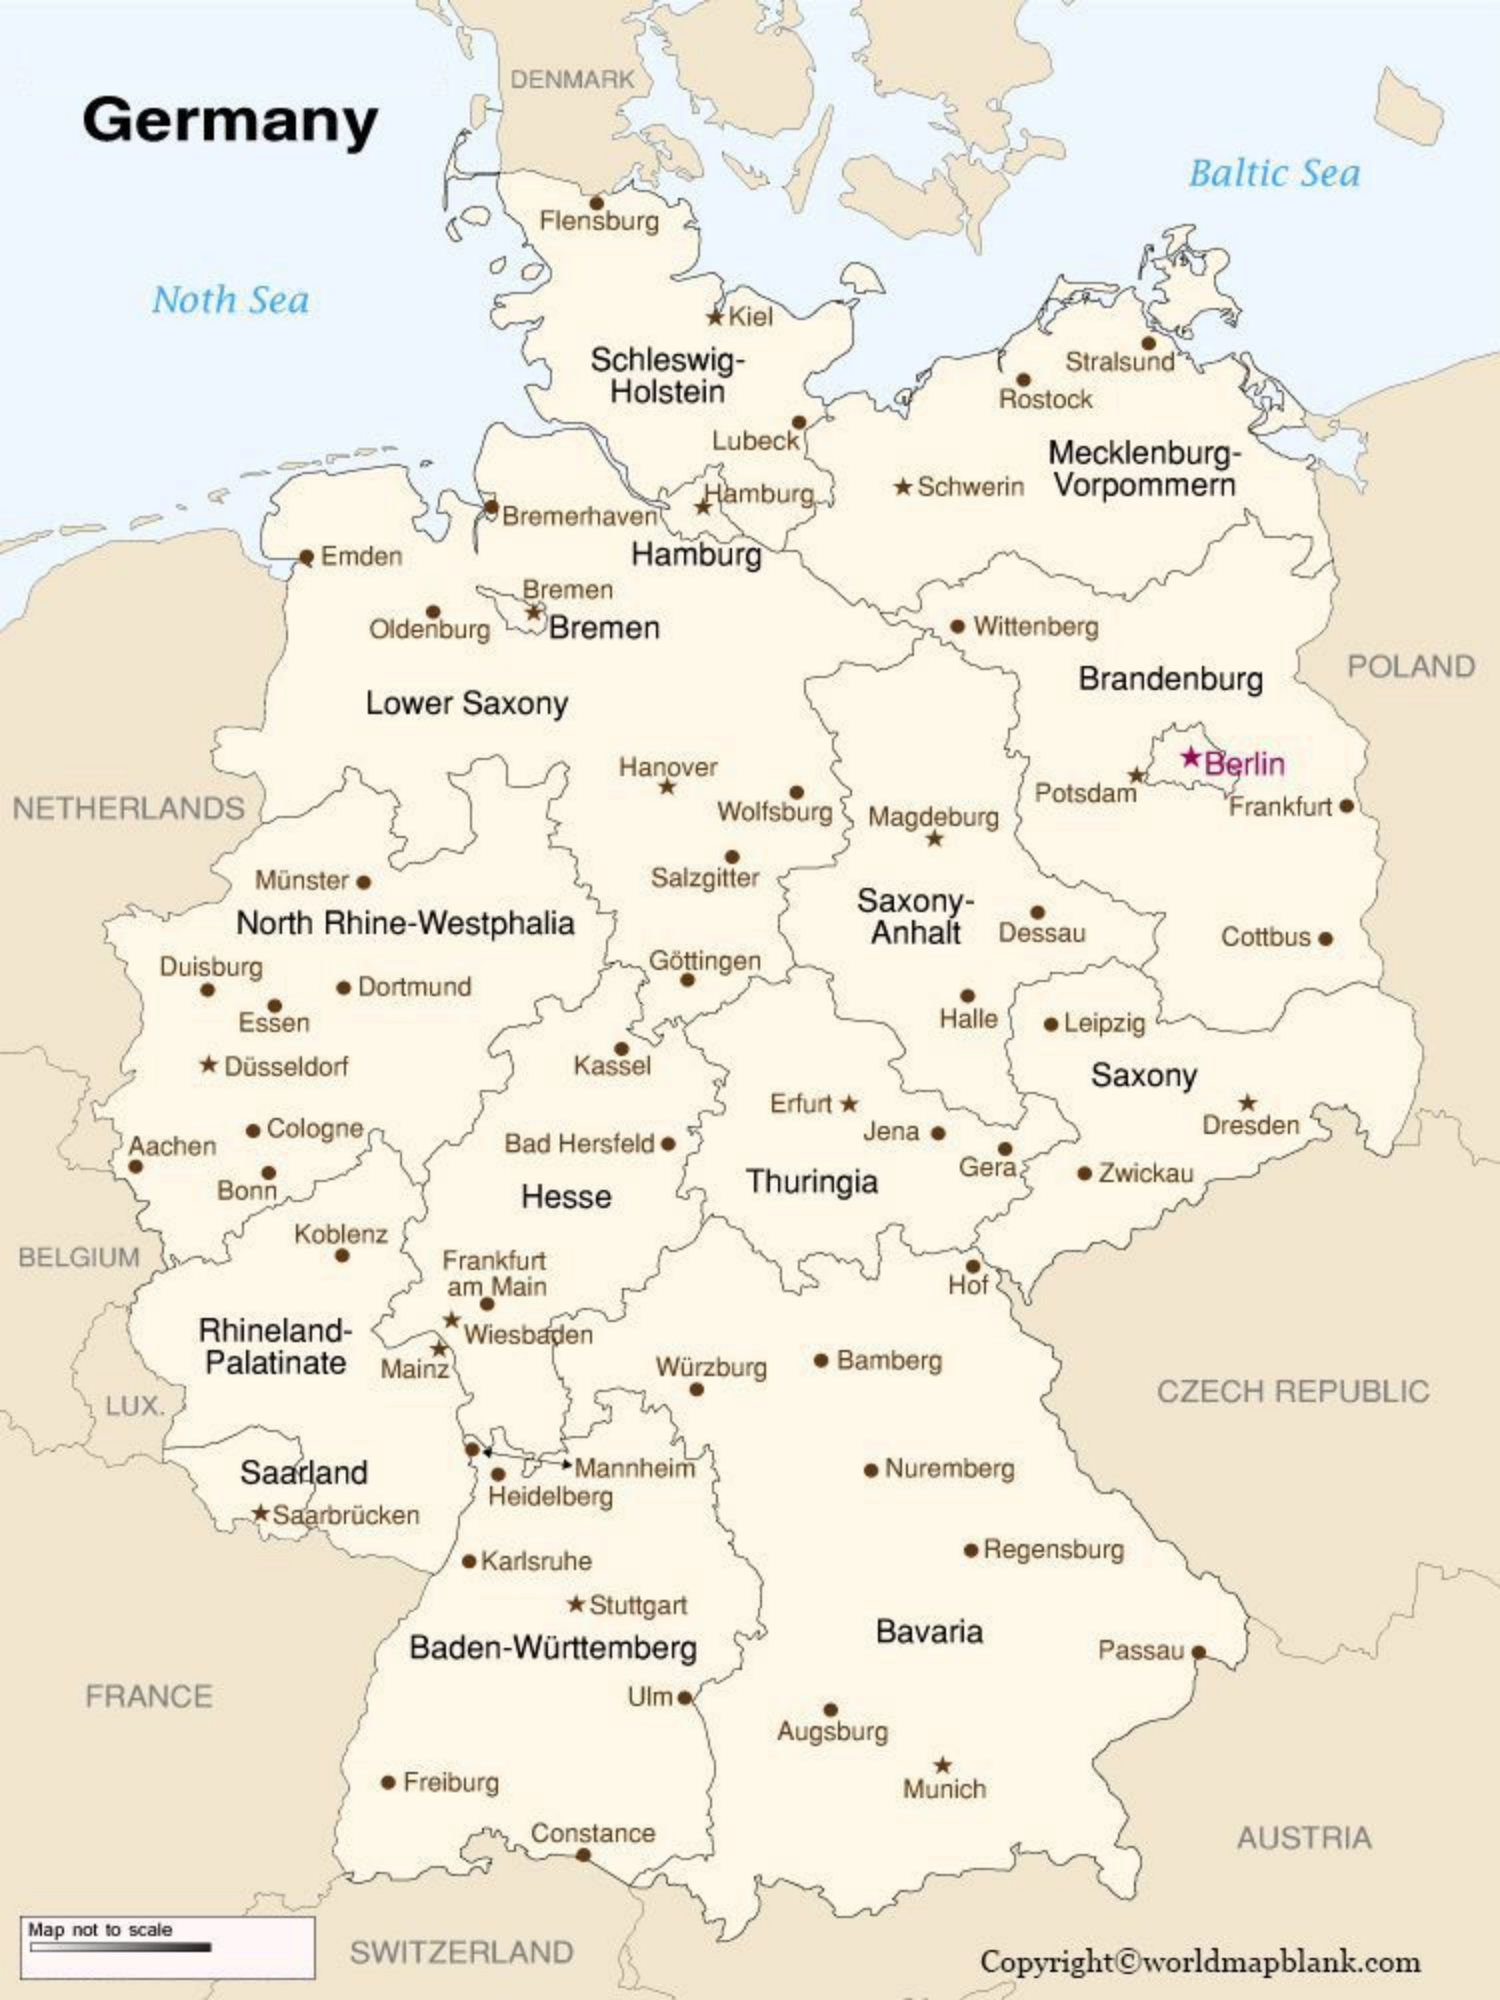 DENMARK
Germany
Baltic Sea
Flensburg
Noth Sea
Kiel
Schleswig-
Holstein
Stralsund
Rostock
Lubeck
Mecklenburg-
Vorpommern
Schwerin
Hamburg
Bremerhaven
Hamburg
Emden
Bremen
Bremen
Oldenburg
Wittenberg
POLAND
Brandenburg
Lower Saxony
Berlin
Hanover
Potsdam
Frankfurt
NETHERLANDS
Wolfsburg
Magdeburg
Münster
Salzgitter
Saxony-
Anhalt
North Rhine-Westphalia
Dessau
Cottbus
Duisburg
Göttingen
Dortmund
Essen
Halle
Leipzig
Düsseldorf
Kassel
Saxony
Erfurt
Dresden
Cologne
Jena
Aachen
Bad Hersfeld
Gera
Zwickau
Bonn
Hesse
Thuringia
Koblenz
BELGIUM
Frankfurt
am Main
Hof
Rhineland-
Palatinate
Wiesbaden
Mainz
Würzburg
Bamberg
CZECH REPUBLIC
LUX.
Saarland
Mannheim
Nuremberg
Heidelberg
Saarbrücken
Karlsruhe
Regensburg
Stuttgart
Baden-Württemberg
Bavaria
Passau
FRANCE
Ulm
Augsburg
Freiburg
Munich
Constance
AUSTRIA
Map not to scale
SWITZERLAND
Copyright©worldmapblank.com